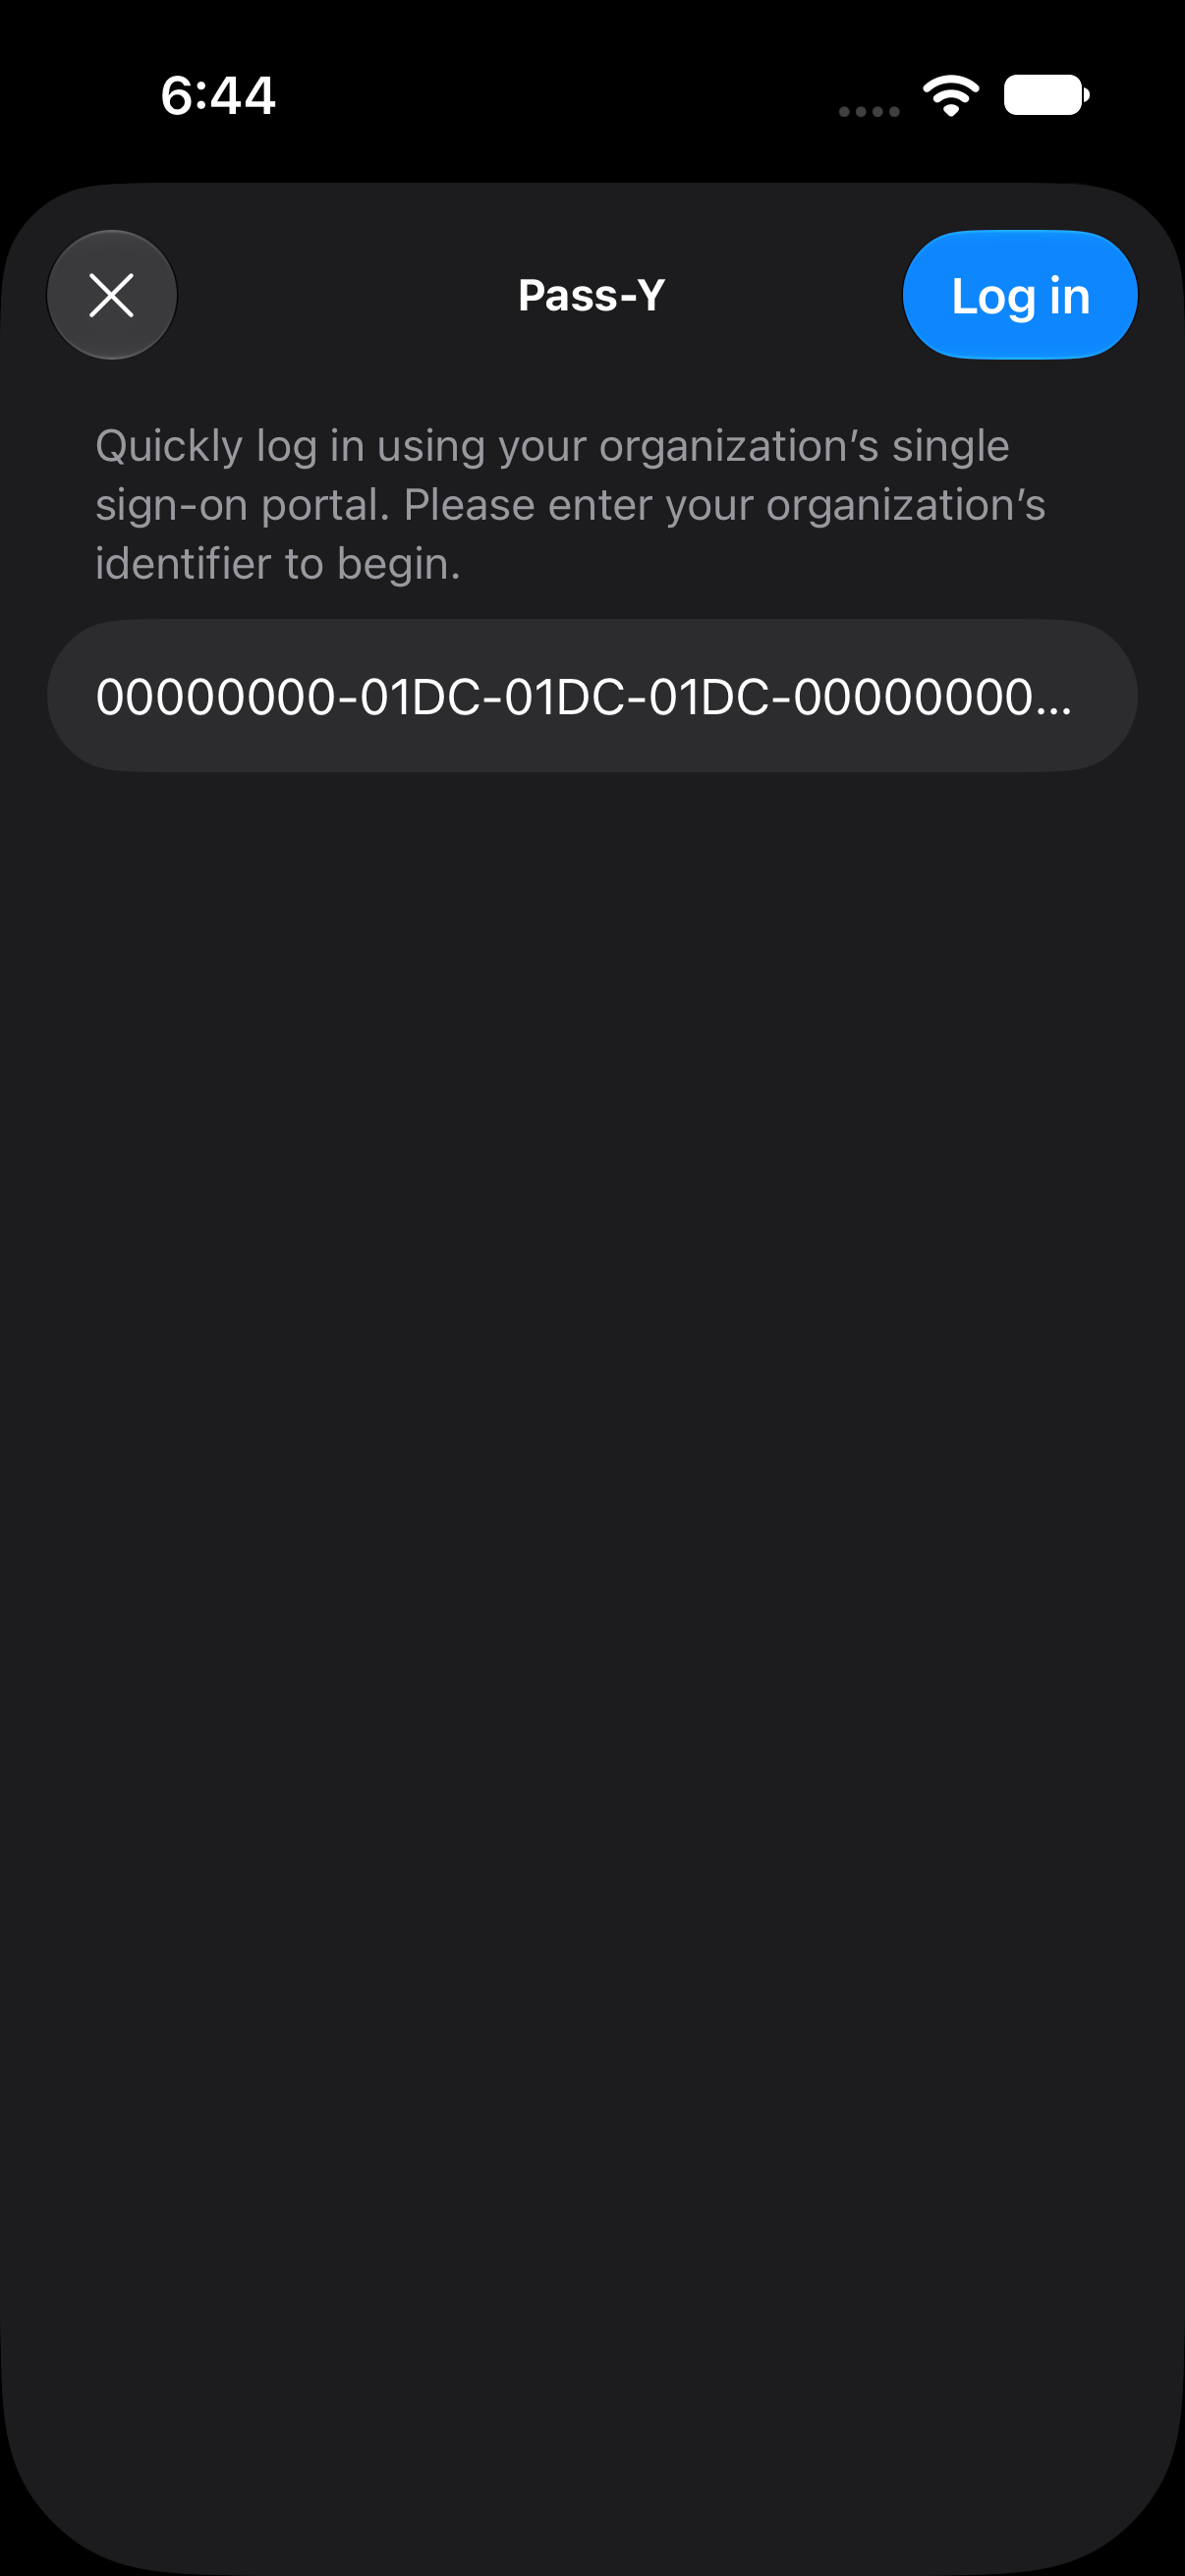 6:44
Pass-Y
Log in
Quickly log in using your organization’s single
sign-on portal. Please enter your organization’s
identifier to begin.
00000000-01DC-01DC-01DC-00000000...